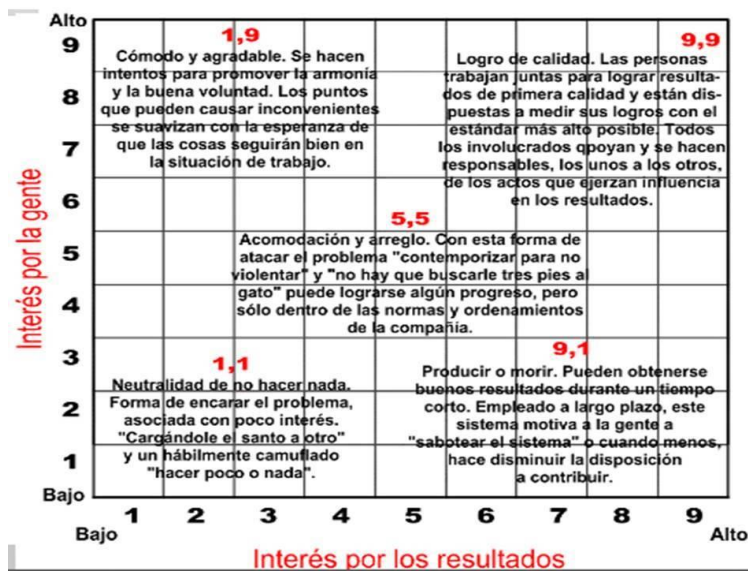 Alto
Interés por la gente
9
8
7
6
5
4
3
2
1
Bajo
1,9
Cómodo y agradable. Se hacen
intentos para promover la armonía
y la buena voluntad. Los puntos
que pueden causar inconvenientes
se suavizan con la esperanza de
que las cosas seguirán bien en
la situación de trabajo.
9,9
Logro de calidad. Las personas
trabajan juntas para lograr resulta-
dos de primera calidad y están dis-
puestas a medir sus logros con el
estándar más alto posible. Todos
los involucrados qpoyan y se hacen
responsables, los unos a los otros,
de los actos que ejerzan influencia
en los resultados.
5,5
Acomodación y arreglo. Con esta forma de
atacar el problema "contemporizar para no
violentar" y "no hay que buscarle tres pies al
gato" puede lograrse algún progreso, pero
sólo dentro de las normas y ordenamientos
de la compañía.
1,1
Neutralidad de no hacer nada.
Forma de encarar el problema,
asociada con poco interés.
"Cargándole el santo a otro"
y un hábilmente camuflado
"hacer poco o nada".
9,1
Producir o morir. Pueden obtenerse
buenos resultados durante un tiempo
corto. Empleado a largo plazo, este
sistema motiva a la gente a
"sabotear el sistema" o cuando menos,
hace disminuir la disposición
a contribuir.
1 2 3 4 5 6 7 8 9
Bajo Alto
Interés por los resultados